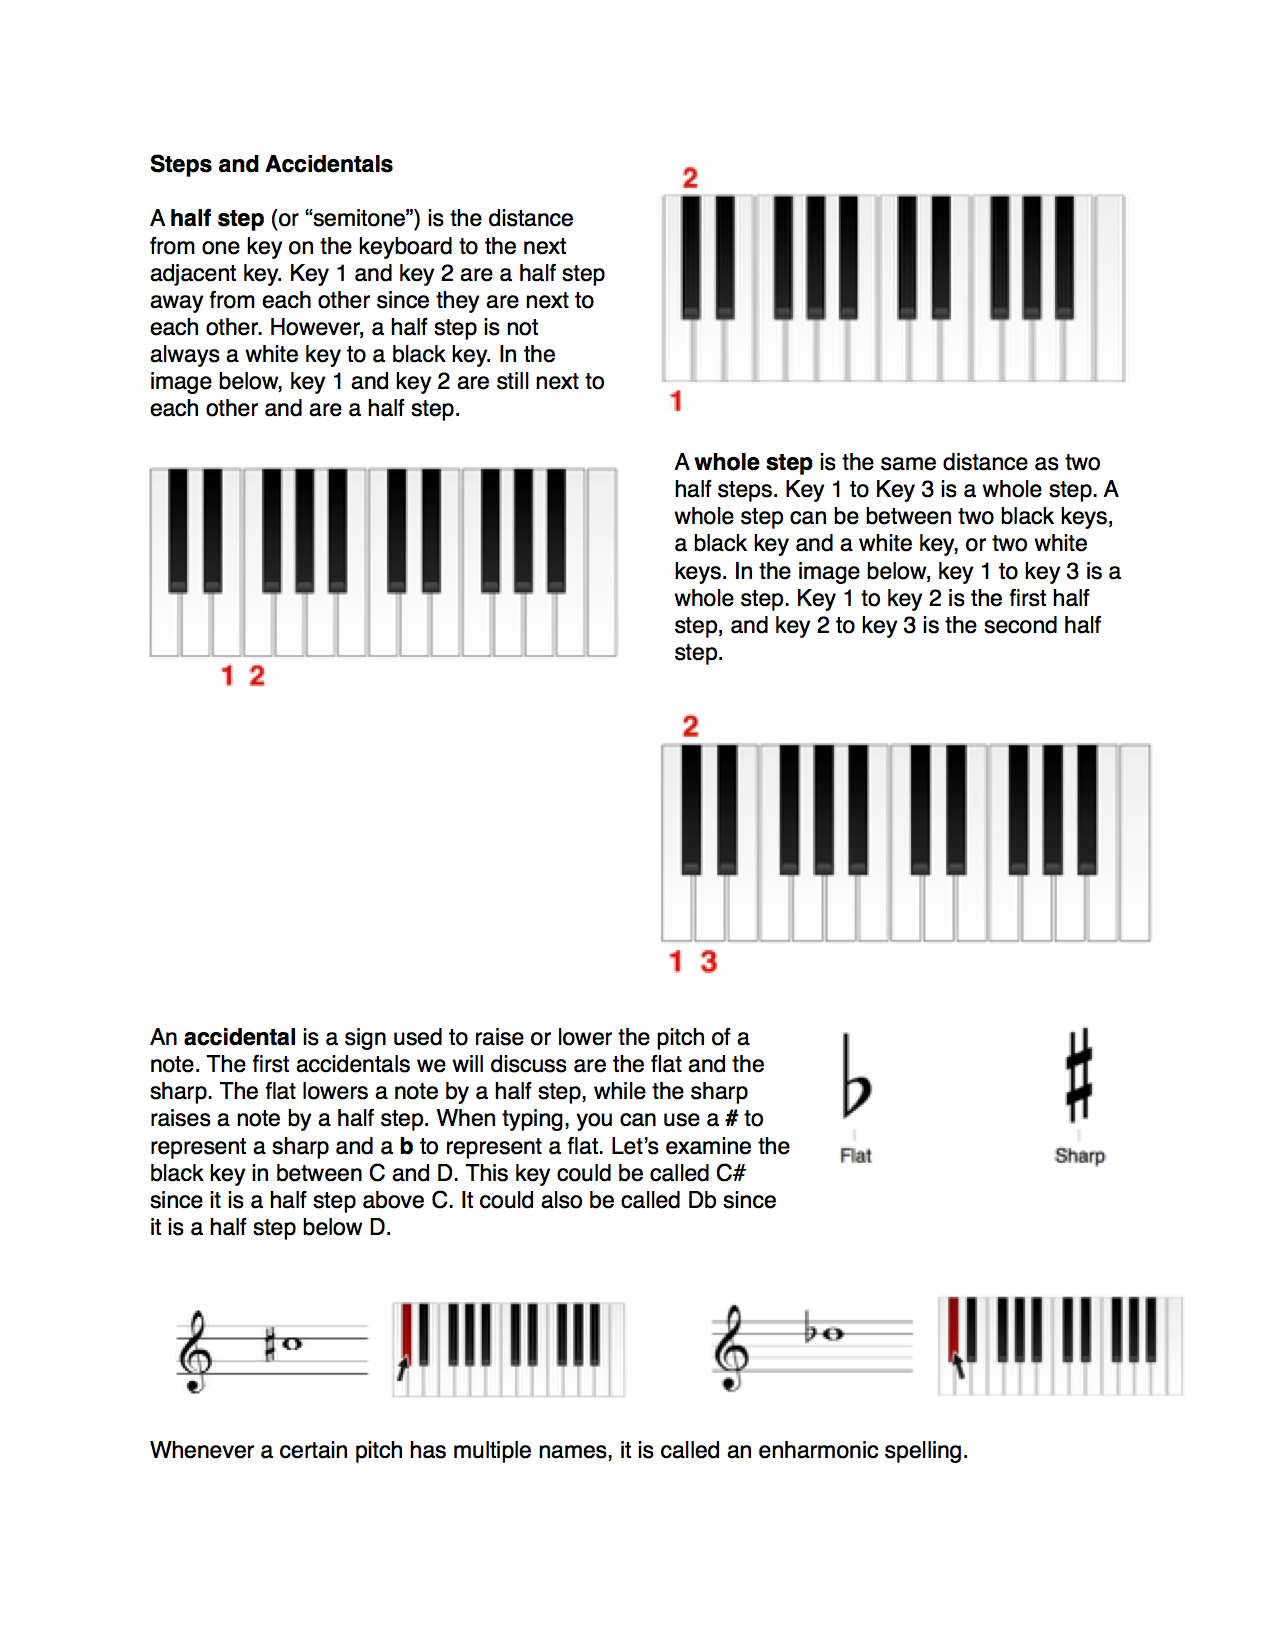 Steps and Accidentals
A half step (or “semitone”) is the distance
from one key on the keyboard to the next
adjacent key. Key 1 and key 2 are a half step
away from each other since they are next to
each other. However, a half step is not
always a white key to a black key. In the
image below, key 1 and key 2 are still next to
each other and are a half step.
2
1
1 2
A whole step is the same distance as two
half steps. Key 1 to Key 3 is a whole step. A
whole step can be between two black keys,
a black key and a white key, or two white
keys. In the image below, key 1 to key 3 is a
whole step. Key 1 to key 2 is the first half
step, and key 2 to key 3 is the second half
step.
2
1 3
An accidental is a sign used to raise or lower the pitch of a
note. The first accidentals we will discuss are the flat and the
sharp. The flat lowers a note by a half step, while the sharp
raises a note by a half step. When typing, you can use a # to
represent a sharp and a b to represent a flat. Let’s examine the
black key in between C and D. This key could be called C#
since it is a half step above C. It could also be called Db since
it is a half step below D.
Flat
Sharp
Whenever a certain pitch has multiple names, it is called an enharmonic spelling.